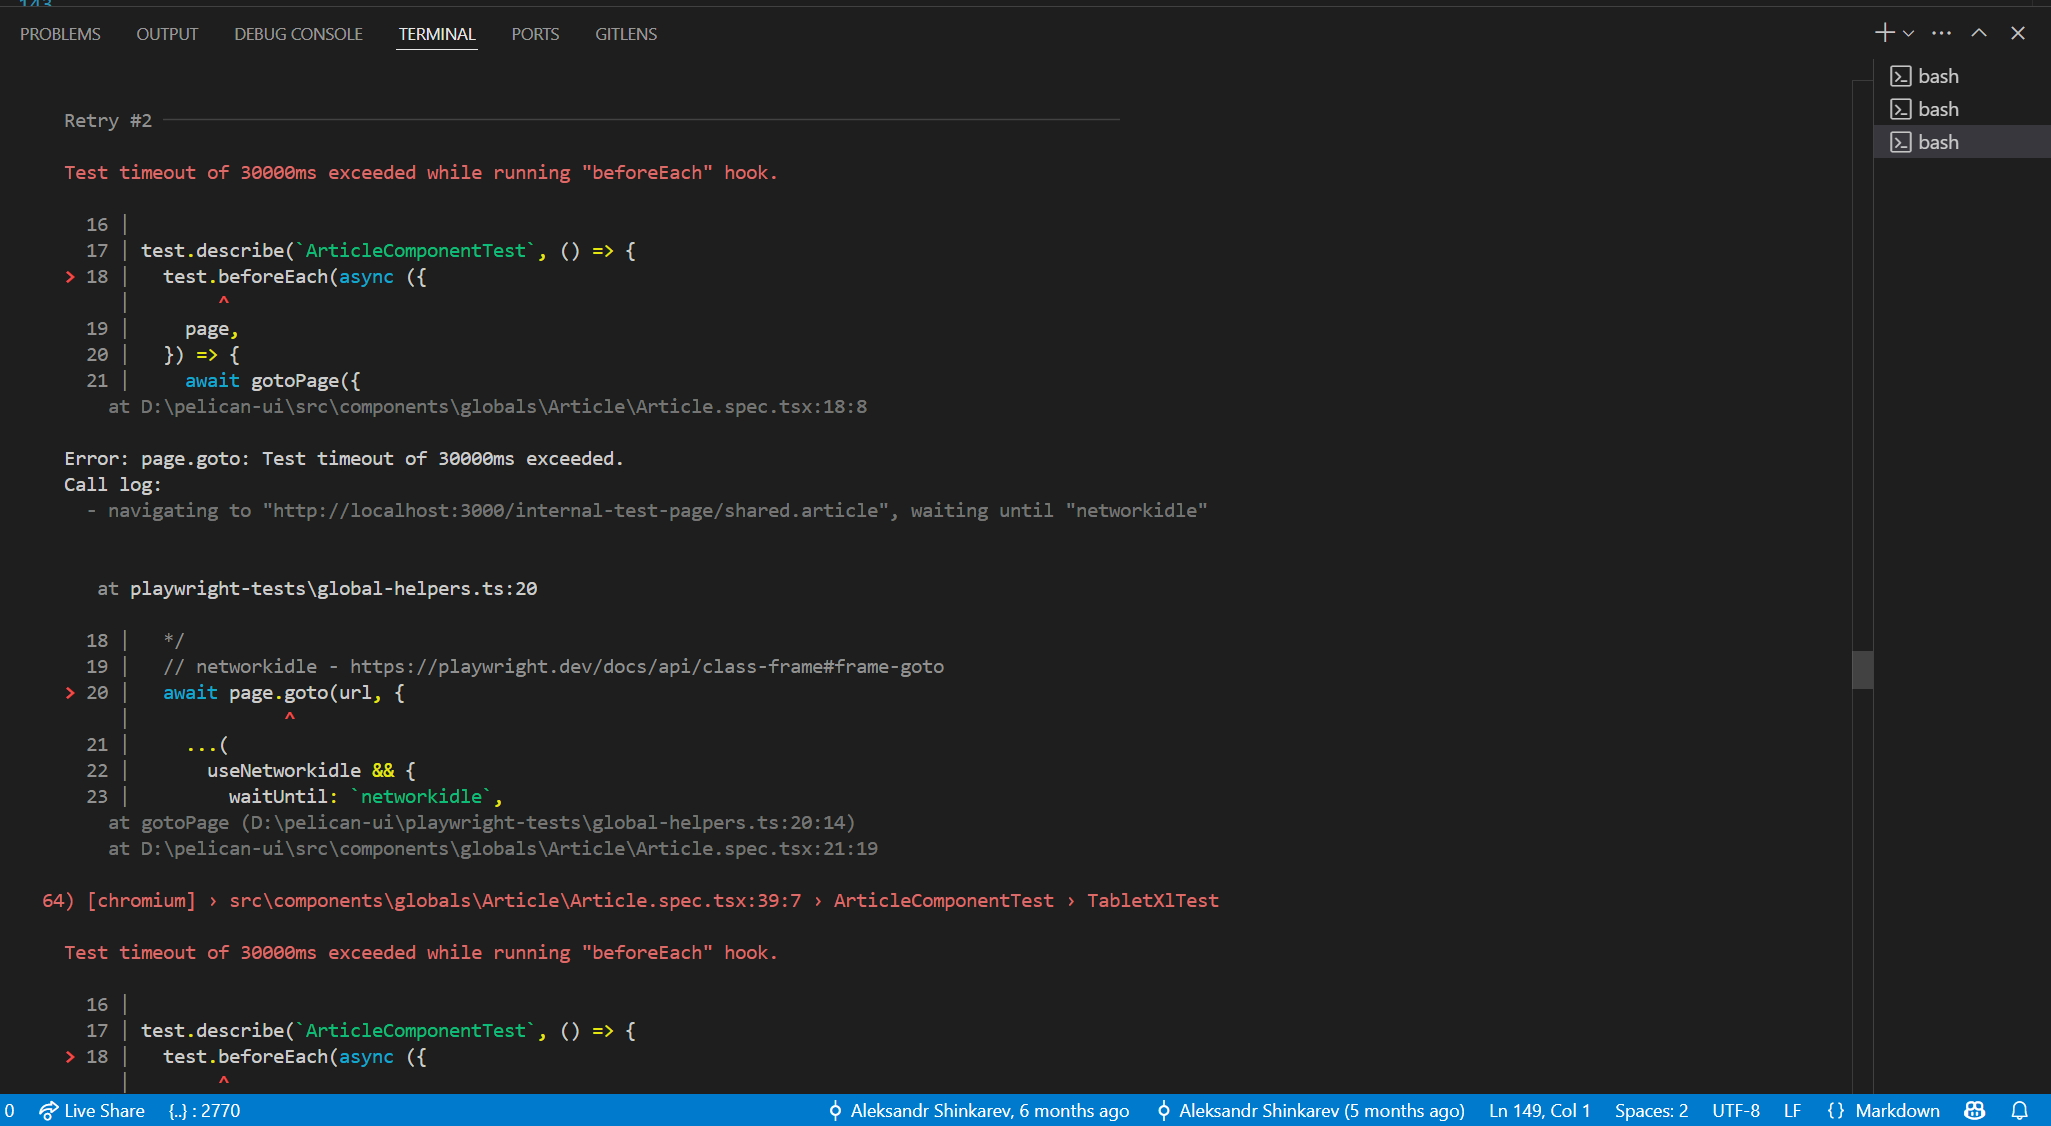 PROBLEMS OUTPUT DEBUG CONSOLE TERMINAL PORTS GITLENS
bash
bash
bash
Retry #2
Test timeout of 30000ms exceeded while running "beforeEach" hook.
16 |
17 | test.describe(`ArticleComponentTest`, () => {
> 18 |   test.beforeEach(async ({
|        ^
19 |     page,
20 |   }) => {
21 |     await gotoPage({
at D:\pelican-ui\src\components\globals\Article\Article.spec.tsx:18:8
Error: page.goto: Test timeout of 30000ms exceeded.
Call log:
- navigating to "http://localhost:3000/internal-test-page/shared.article", waiting until "networkidle"
at playwright-tests\global-helpers.ts:20
18 |   */
19 |   // networkidle - https://playwright.dev/docs/api/class-frame#frame-goto
> 20 |   await page.goto(url, {
|              ^
21 |     ...(
22 |       useNetworkidle && {
23 |         waitUntil: `networkidle`,
at gotoPage (D:\pelican-ui\playwright-tests\global-helpers.ts:20:14)
at D:\pelican-ui\src\components\globals\Article\Article.spec.tsx:21:19
64) [chromium] › src\components\globals\Article\Article.spec.tsx:39:7 › ArticleComponentTest › TabletXlTest
Test timeout of 30000ms exceeded while running "beforeEach" hook.
16 |
17 | test.describe(`ArticleComponentTest`, () => {
> 18 |   test.beforeEach(async ({
|        ^
0 Live Share {..} : 2770 Aleksandr Shinkarev, 6 months ago Aleksandr Shinkarev (5 months ago) Ln 149, Col 1 Spaces: 2 UTF-8 LF {} Markdown